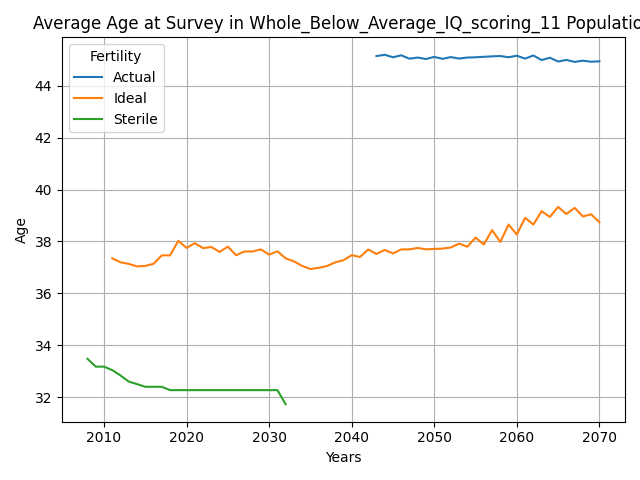 Average Age at Survey in Whole_Below_Average_IQ_scoring_11 Populatio
Fertility
Actual
Ideal
Sterile
44
42
40
38
36
34
32
Age
2010 2020 2030 2040 2050 2060 2070
Years